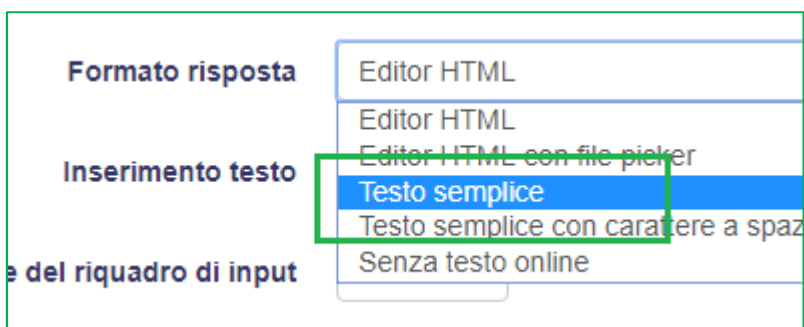 Formato risposta Editor HTML
Editor HTML
Editor HTML con file picker
Inserimento testo
Testo semplice
Testo semplice con carattere a spaz
e del riquadro di input
Senza testo online